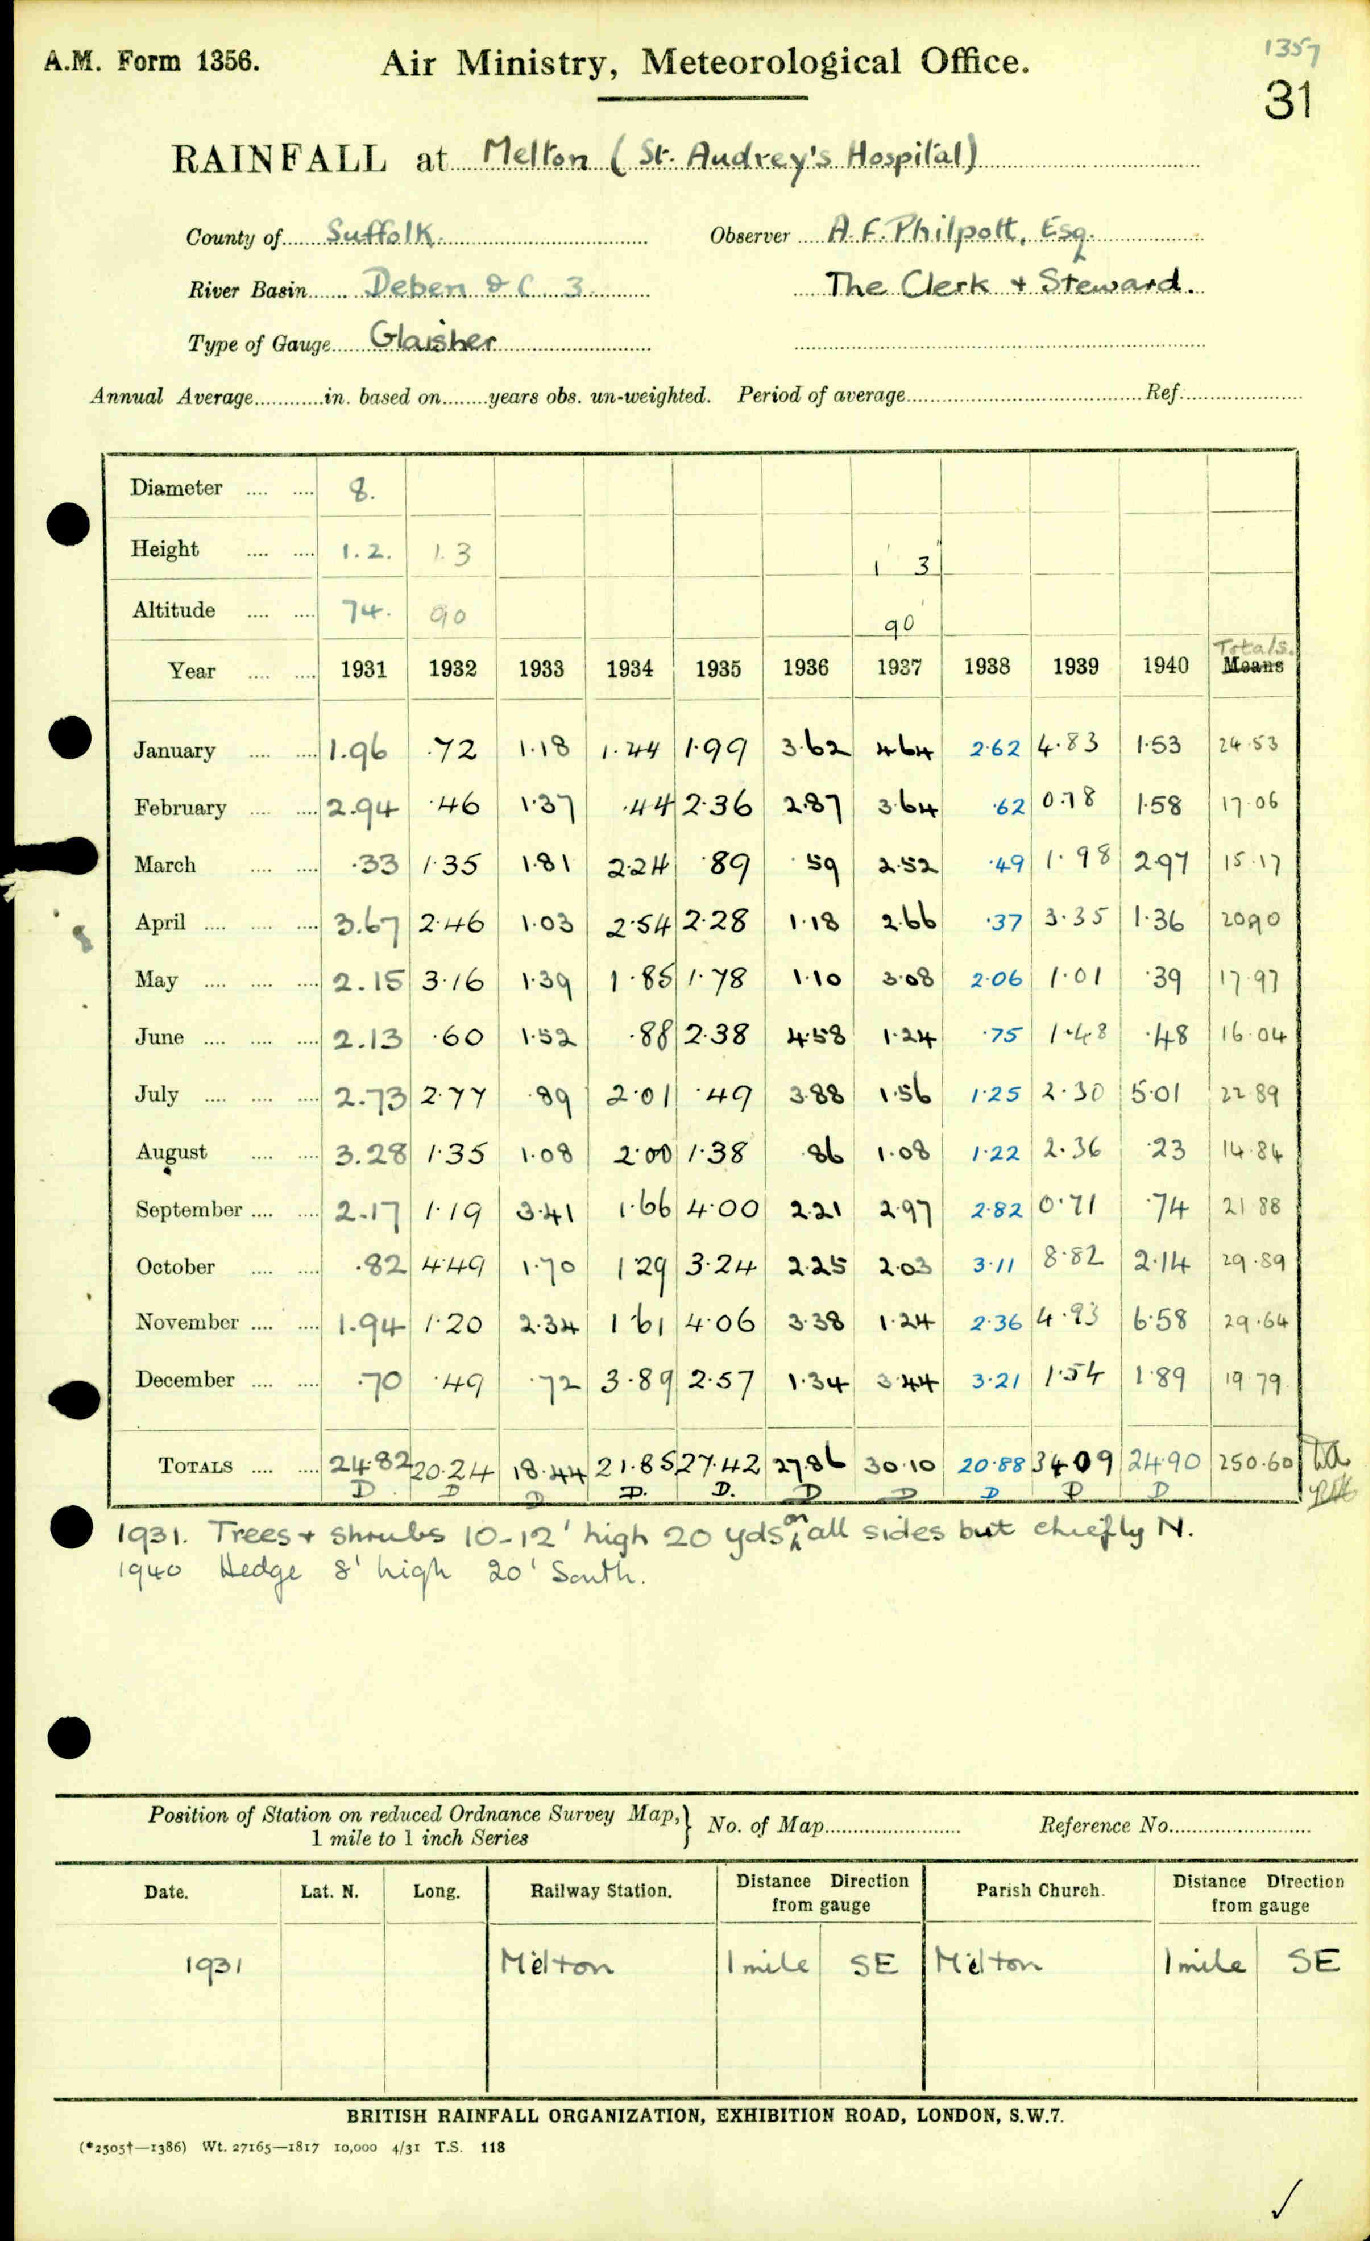 A.M. Form 1356.
Air Ministry, Meteorological Office.
1357
31
RAINFALL at Melton (St. Audrey's Hospital)
County of Suffolk. Observer A. F. Philpott, Esq.
River Basin Deben & C 3 The Clerk + Steward.
Type of Gauge Glaisher
Annual Average in. based on years obs. un-weighted. Period of average Ref.
Diameter 8.
Height 1.2. 1.3 1 3
Altitude 74. 90 90
Totals.
Year 1931 1932 1933 1934 1935 1936 1937 1938 1939 1940 Means
January 1.96 .72 1.18 1.44 1.99 3.62 4.64 2.62 4.83 1.53 24.53
February 2.94 .46 1.37 .44 2.36 2.87 3.64 .62 0.78 1.58 17.06
March .33 1.35 1.81 2.24 .89 .59 2.52 .49 1.98 2.97 15.17
April 3.67 2.46 1.03 2.54 2.28 1.18 2.66 .37 3.35 1.36 20.90
8
May 2.15 3.16 1.39 1.85 1.78 1.10 3.08 2.06 1.01 .39 17.97
June 2.13 .60 1.52 .88 2.38 4.58 1.24 .75 1.48 .48 16.04
July 2.73 2.77 .89 2.01 .49 3.88 1.56 1.25 2.30 5.01 22.89
August 3.28 1.35 1.08 2.00 1.38 .86 1.08 1.22 2.36 .23 14.84
September 2.17 1.19 3.41 1.66 4.00 2.21 2.97 2.82 0.71 .74 21.88
October .82 4.49 1.70 1.29 3.24 2.25 2.03 3.11 8.82 2.14 29.89
November 1.94 1.20 2.34 1.61 4.06 3.38 1.24 2.36 4.93 6.58 29.64
December .70 .49 .72 3.89 2.57 1.34 3.44 3.21 1.54 1.89 19.79
TOTALS 24.82 20.24 18.44 21.85 27.42 27.86 30.10 20.88 34.09 24.90 250.60
D D D D. D. D D D D D
1931. Trees + shrubs 10-12' high 20 yds on all sides but chiefly N.
1940 Hedge 8' high 20' South.
Position of Station on reduced Ordnance Survey Map, No. of Map Reference No.
1 mile to 1 inch Series
Date. Lat. N. Long. Railway Station. Distance Direction from gauge Parish Church. Distance Direction from gauge
1931 Melton 1 mile SE Melton 1 mile SE
BRITISH RAINFALL ORGANIZATION, EXHIBITION ROAD, LONDON, S.W.7.
(*2505†—1386) Wt. 27165—1817 10,000 4/31 T.S. 118